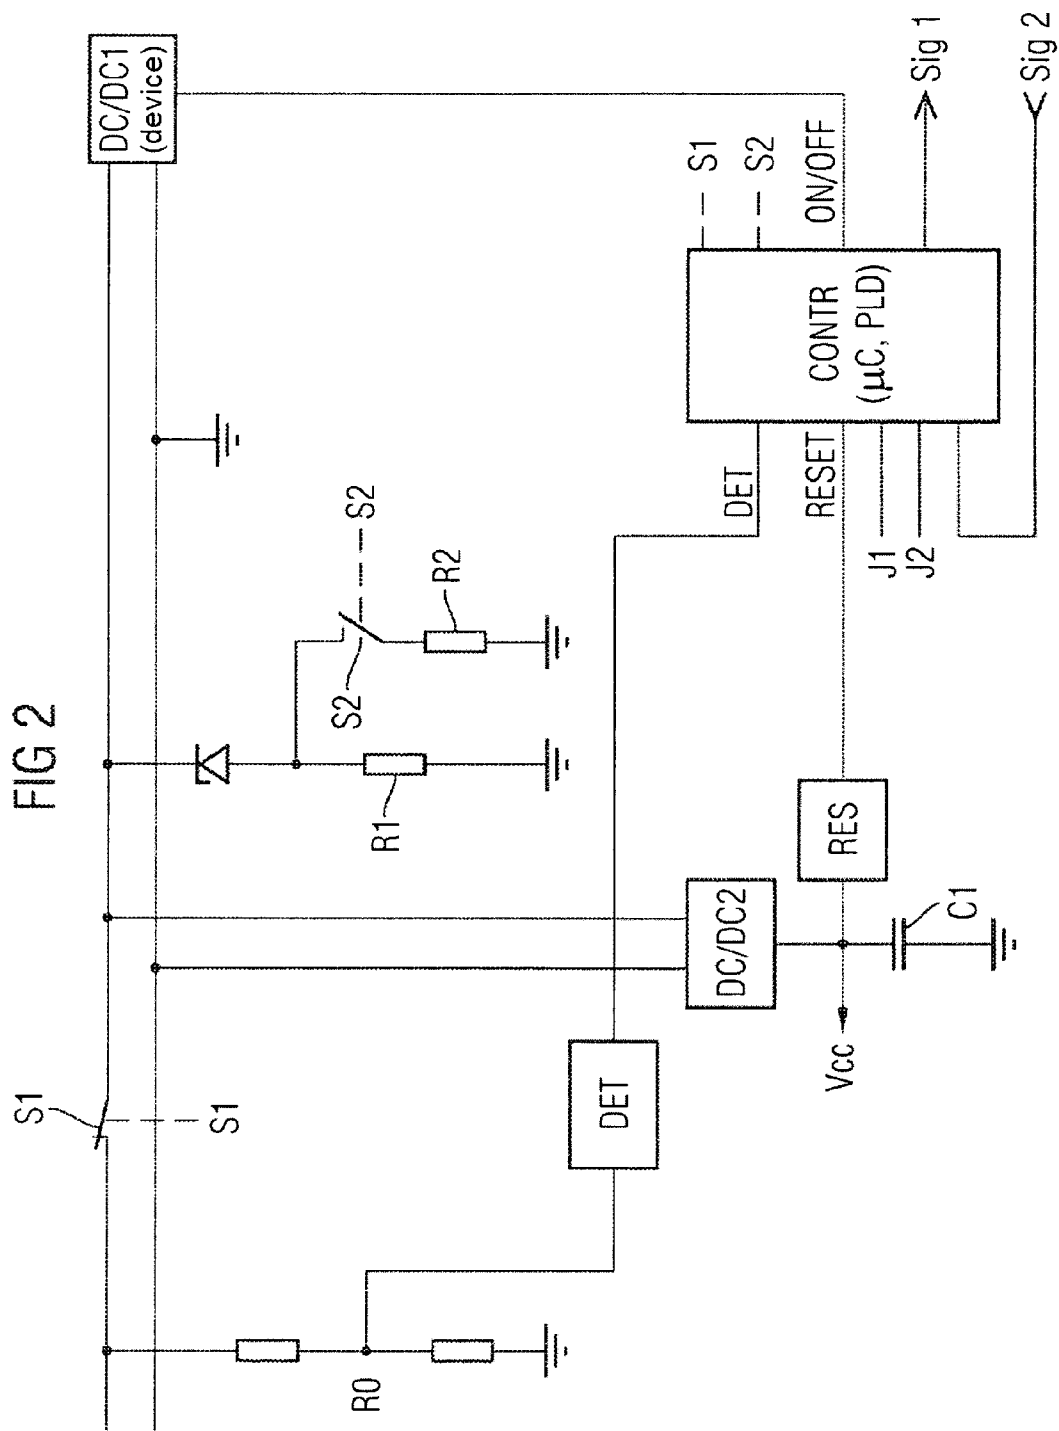 FIG 2
S1
S1
DC/DC1
(device)
R0
R1
S2
S2
R2
DET
DC/DC2
Vcc
C1
RES
DET
RESET
J1
J2
CONTR
(µC, PLD)
S1
S2
ON/OFF
Sig 1
Sig 2